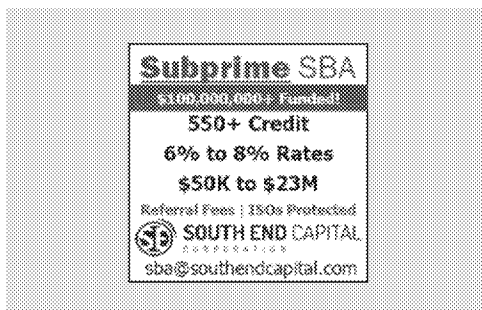 Subprime SBA
$100,000,000+ Funded!
550+ Credit
6% to 8% Rates
$50K to $23M
Referral Fees | ISOs Protected
SOUTH END CAPITAL
CORPORATION
sba@southendcapital.com